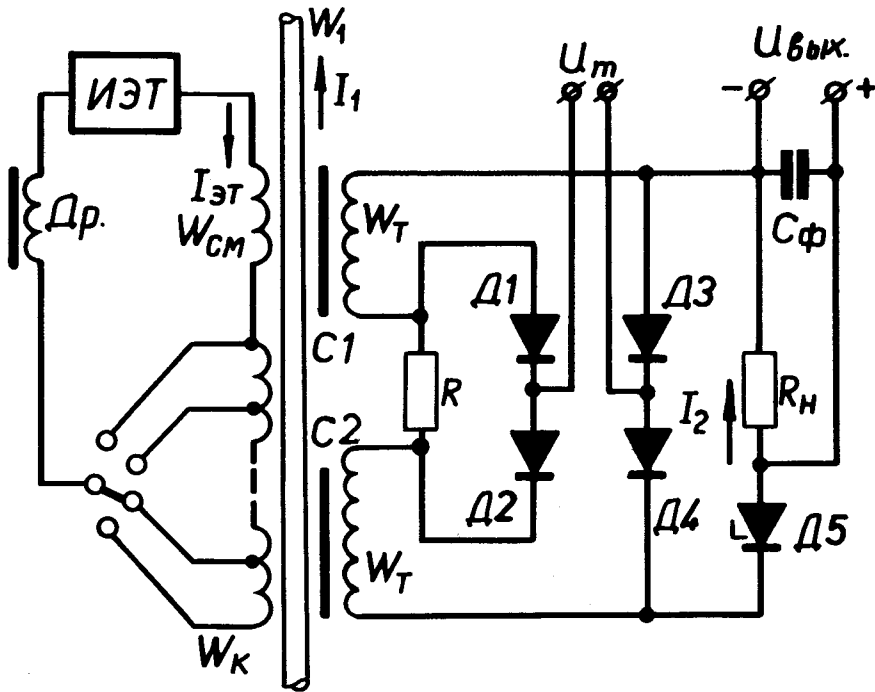 W1
I1
ИЭТ
Iэт
Др.
Wсм
Um
Uвых.
- +
Wт
Сф
Д1
Д3
С1
R
Rн
I2
С2
Д2
Д4
Д5
Wт
Wк